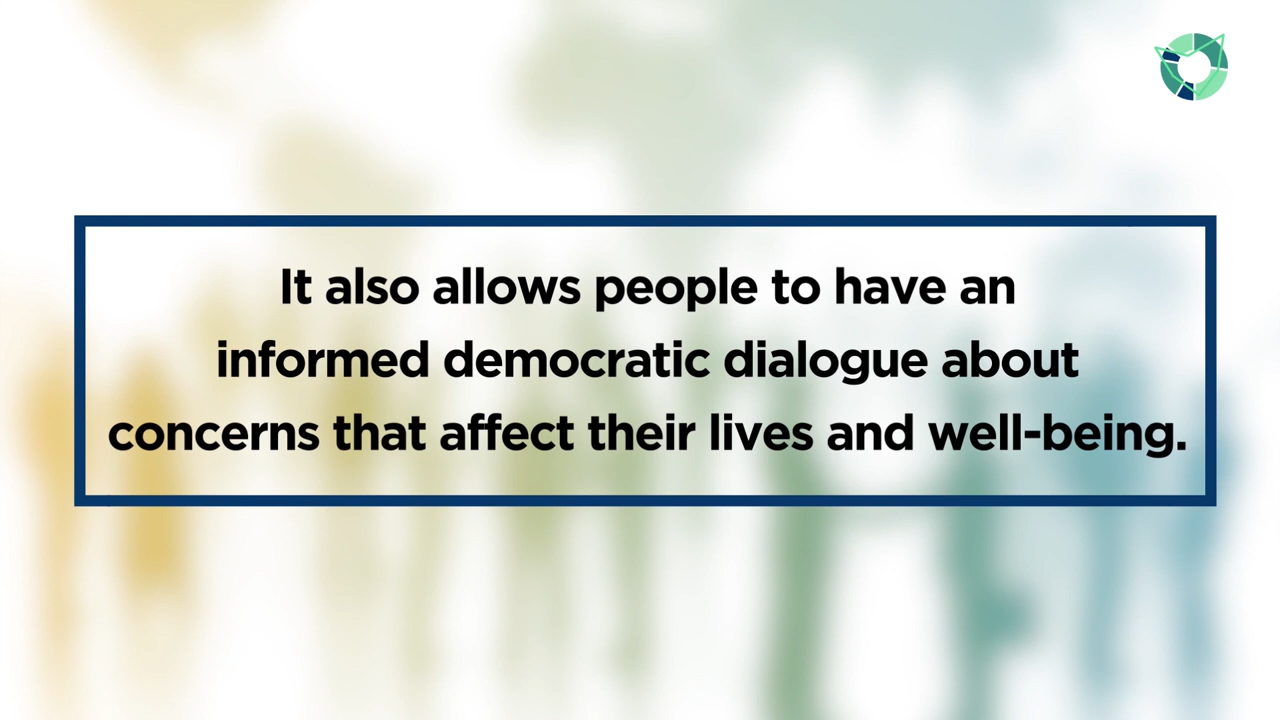 It also allows people to have an
informed democratic dialogue about
concerns that affect their lives and well-being.